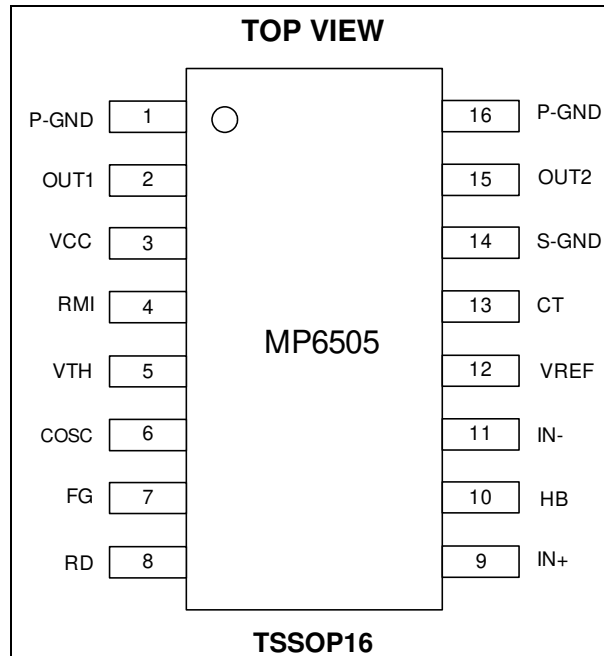 TOP VIEW
P-GND 1 16 P-GND
OUT1 2 15 OUT2
VCC 3 14 S-GND
RMI 4 13 CT
MP6505
VTH 5 12 VREF
COSC 6 11 IN-
FG 7 10 HB
RD 8 9 IN+
TSSOP16